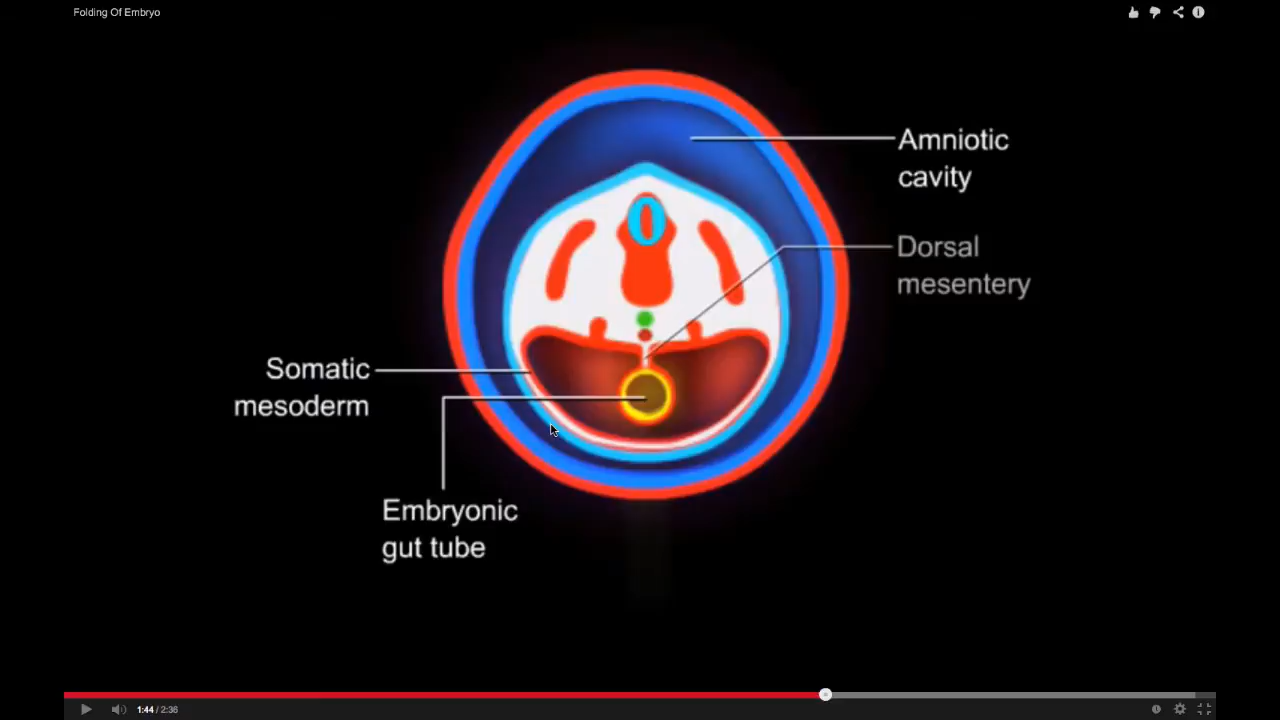 Folding Of Embryo
Amniotic
cavity
Dorsal
mesentery
Somatic
mesoderm
Embryonic
gut tube
1:44 / 2:36